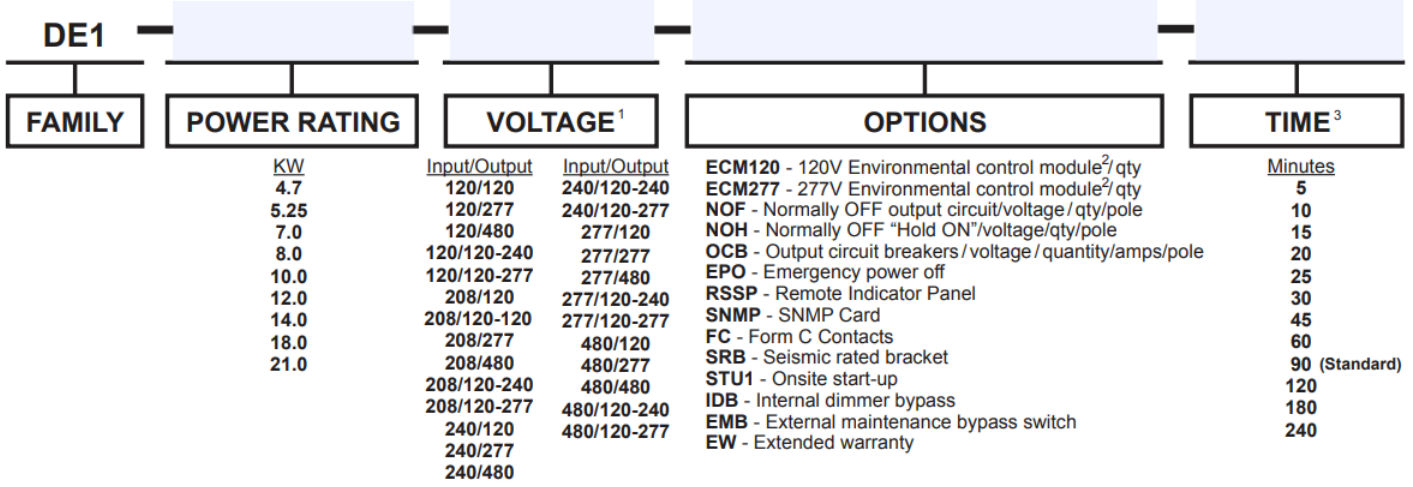 DE1
FAMILY
POWER RATING
VOLTAGE¹
OPTIONS
TIME³
KW
4.7
5.25
7.0
8.0
10.0
12.0
14.0
18.0
21.0
Input/Output
120/120
120/277
120/480
120/120-240
120/120-277
208/120
208/120-120
208/277
208/480
208/120-240
208/120-277
240/120
240/277
240/480
Input/Output
240/120-240
240/120-277
277/120
277/277
277/480
277/120-240
277/120-277
480/120
480/277
480/480
480/120-240
480/120-277
ECM120 - 120V Environmental control module²/qty
ECM277 - 277V Environmental control module²/qty
NOF - Normally OFF output circuit/voltage/qty/pole
NOH - Normally OFF “Hold ON”/voltage/qty/pole
OCB - Output circuit breakers/voltage/quantity/amps/pole
EPO - Emergency power off
RSSP - Remote Indicator Panel
SNMP - SNMP Card
FC - Form C Contacts
SRB - Seismic rated bracket
STU1 - Onsite start-up
IDB - Internal dimmer bypass
EMB - External maintenance bypass switch
EW - Extended warranty
Minutes
5
10
15
20
25
30
45
60
90 (Standard)
120
180
240